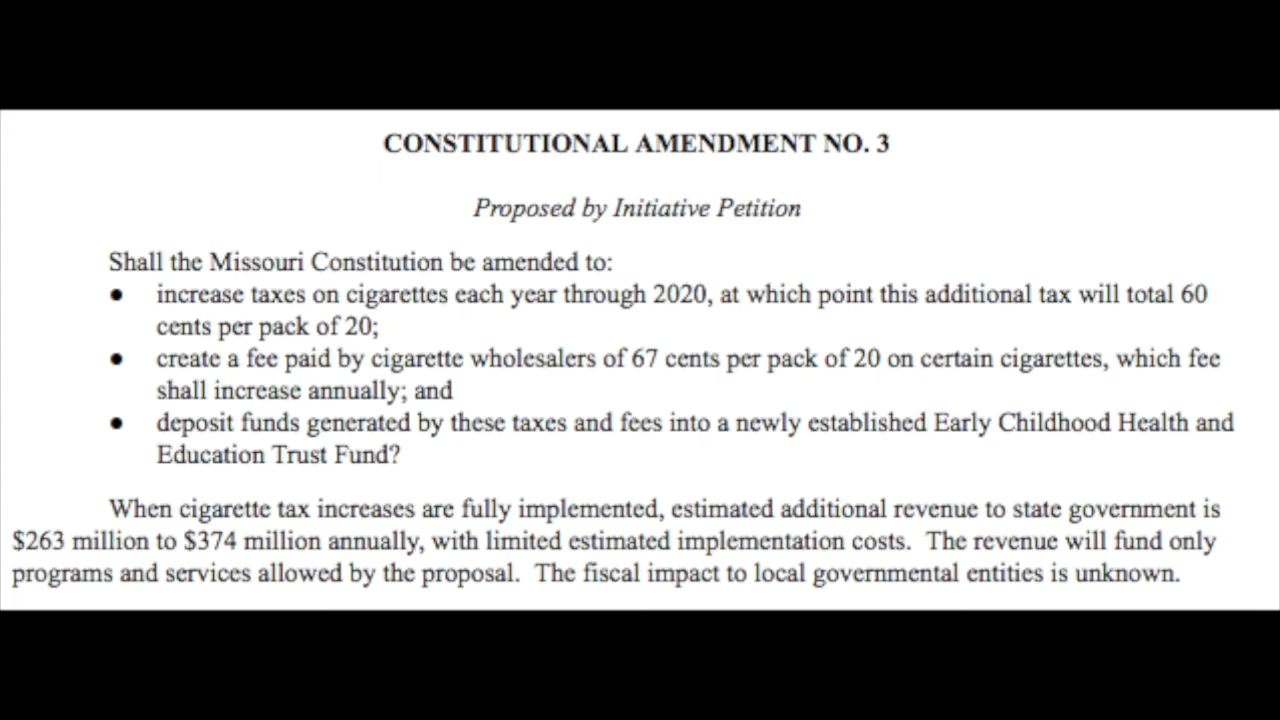 CONSTITUTIONAL AMENDMENT NO. 3
Proposed by Initiative Petition
Shall the Missouri Constitution be amended to:
● increase taxes on cigarettes each year through 2020, at which point this additional tax will total 60
cents per pack of 20;
● create a fee paid by cigarette wholesalers of 67 cents per pack of 20 on certain cigarettes, which fee
shall increase annually; and
● deposit funds generated by these taxes and fees into a newly established Early Childhood Health and
Education Trust Fund?
When cigarette tax increases are fully implemented, estimated additional revenue to state government is
$263 million to $374 million annually, with limited estimated implementation costs. The revenue will fund only
programs and services allowed by the proposal. The fiscal impact to local governmental entities is unknown.